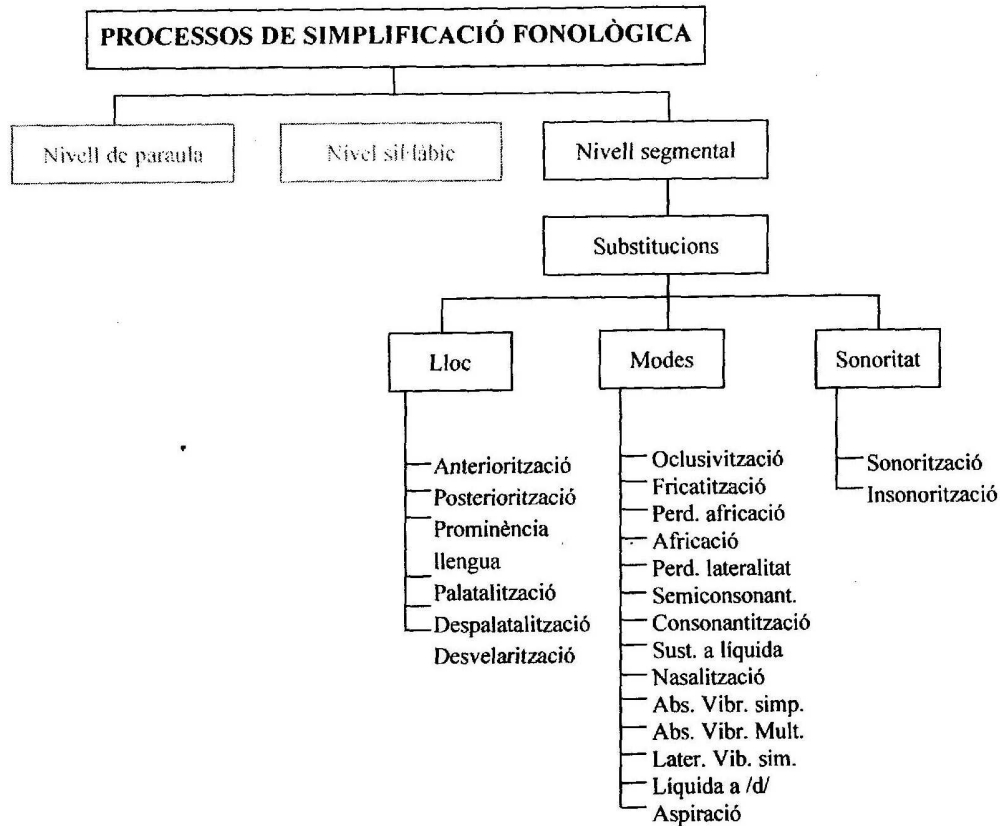 PROCESSOS DE SIMPLIFICACIÓ FONOLÒGICA
Nivell de paraula
Nivel sil·làbic
Nivell segmental
Substitucions
Lloc
Modes
Sonoritat
Anteriorització
Posteriorització
Prominència
llengua
Palatalització
Despalatalització
Desvelarització
Oclusivització
Fricatització
Perd. africació
Africació
Perd. lateralitat
Semiconsonant.
Consonantització
Sust. a líquida
Nasalització
Abs. Vibr. simp.
Abs. Vibr. Mult.
Later. Vib. sim.
Líquida a /d/
Aspiració
Sonorització
Insonorització